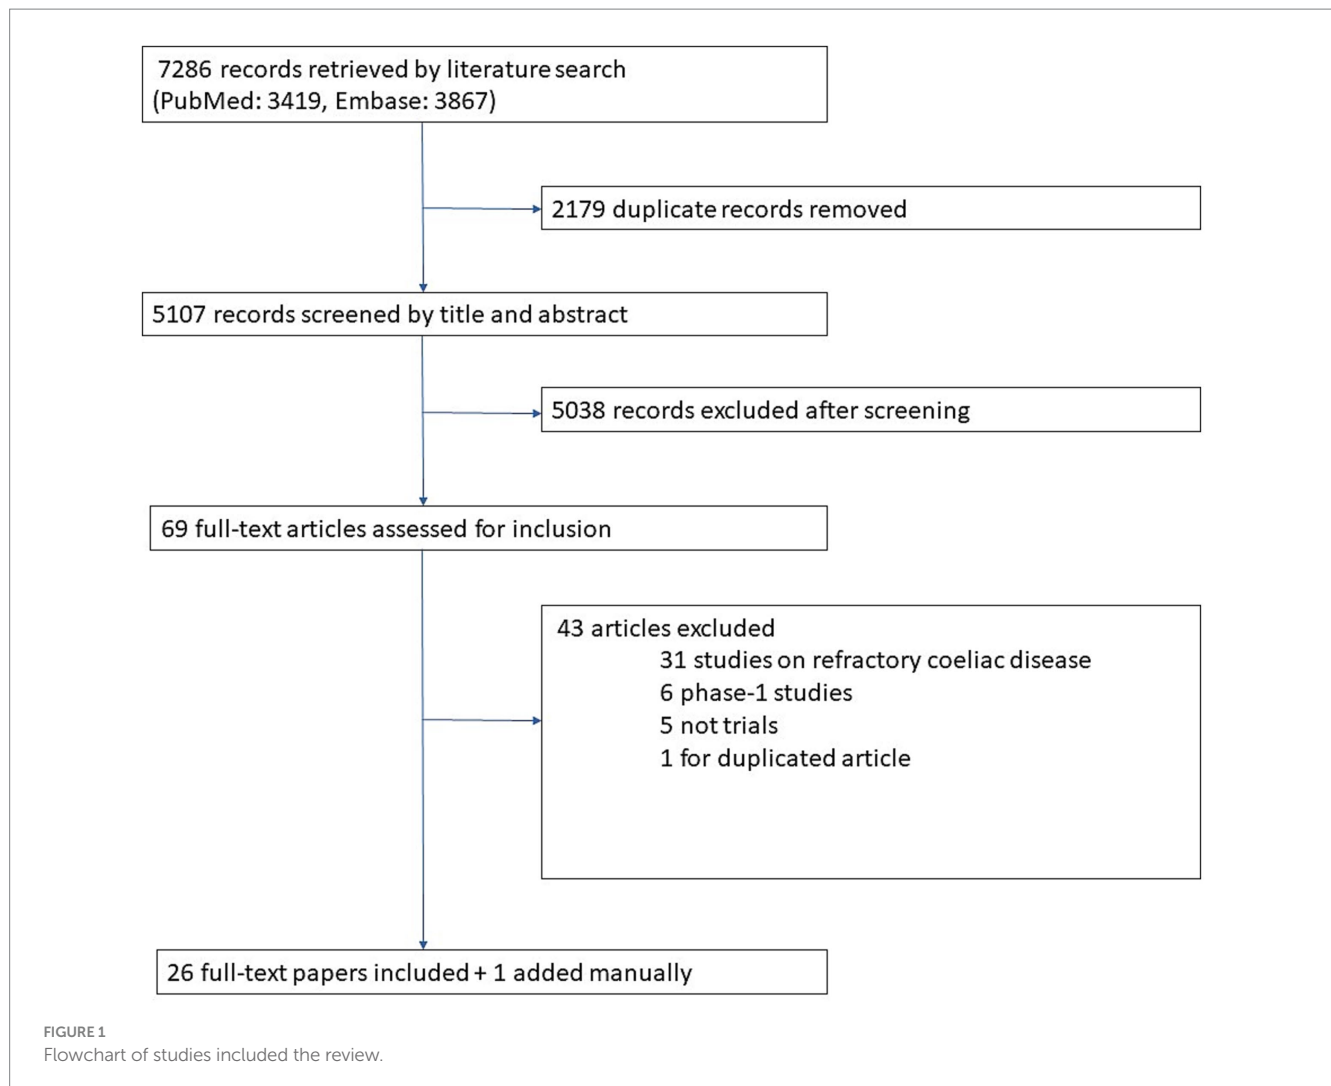 7286 records retrieved by literature search
(PubMed: 3419, Embase: 3867)
2179 duplicate records removed
5107 records screened by title and abstract
5038 records excluded after screening
69 full-text articles assessed for inclusion
43 articles excluded
31 studies on refractory coeliac disease
6 phase-1 studies
5 not trials
1 for duplicated article
26 full-text papers included + 1 added manually
FIGURE 1
Flowchart of studies included the review.